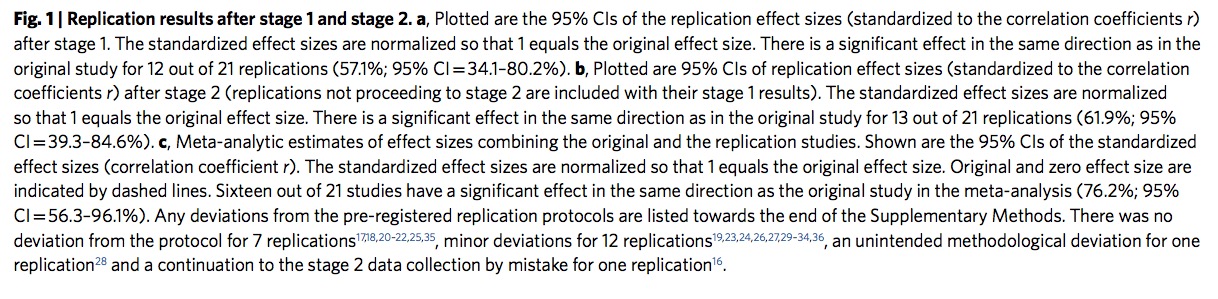 Fig. 1 | Replication results after stage 1 and stage 2. a, Plotted are the 95% CIs of the replication effect sizes (standardized to the correlation coefficients r)
after stage 1. The standardized effect sizes are normalized so that 1 equals the original effect size. There is a significant effect in the same direction as in the
original study for 12 out of 21 replications (57.1%; 95% CI = 34.1–80.2%). b, Plotted are 95% CIs of replication effect sizes (standardized to the correlation
coefficients r) after stage 2 (replications not proceeding to stage 2 are included with their stage 1 results). The standardized effect sizes are normalized
so that 1 equals the original effect size. There is a significant effect in the same direction as in the original study for 13 out of 21 replications (61.9%; 95%
CI = 39.3–84.6%). c, Meta-analytic estimates of effect sizes combining the original and the replication studies. Shown are the 95% CIs of the standardized
effect sizes (correlation coefficient r). The standardized effect sizes are normalized so that 1 equals the original effect size. Original and zero effect size are
indicated by dashed lines. Sixteen out of 21 studies have a significant effect in the same direction as the original study in the meta-analysis (76.2%; 95%
CI = 56.3–96.1%). Any deviations from the pre-registered replication protocols are listed towards the end of the Supplementary Methods. There was no
deviation from the protocol for 7 replications17,18,20–22,25,35, minor deviations for 12 replications19,23,24,26,27,29–34,36, an unintended methodological deviation for one
replication28 and a continuation to the stage 2 data collection by mistake for one replication16.